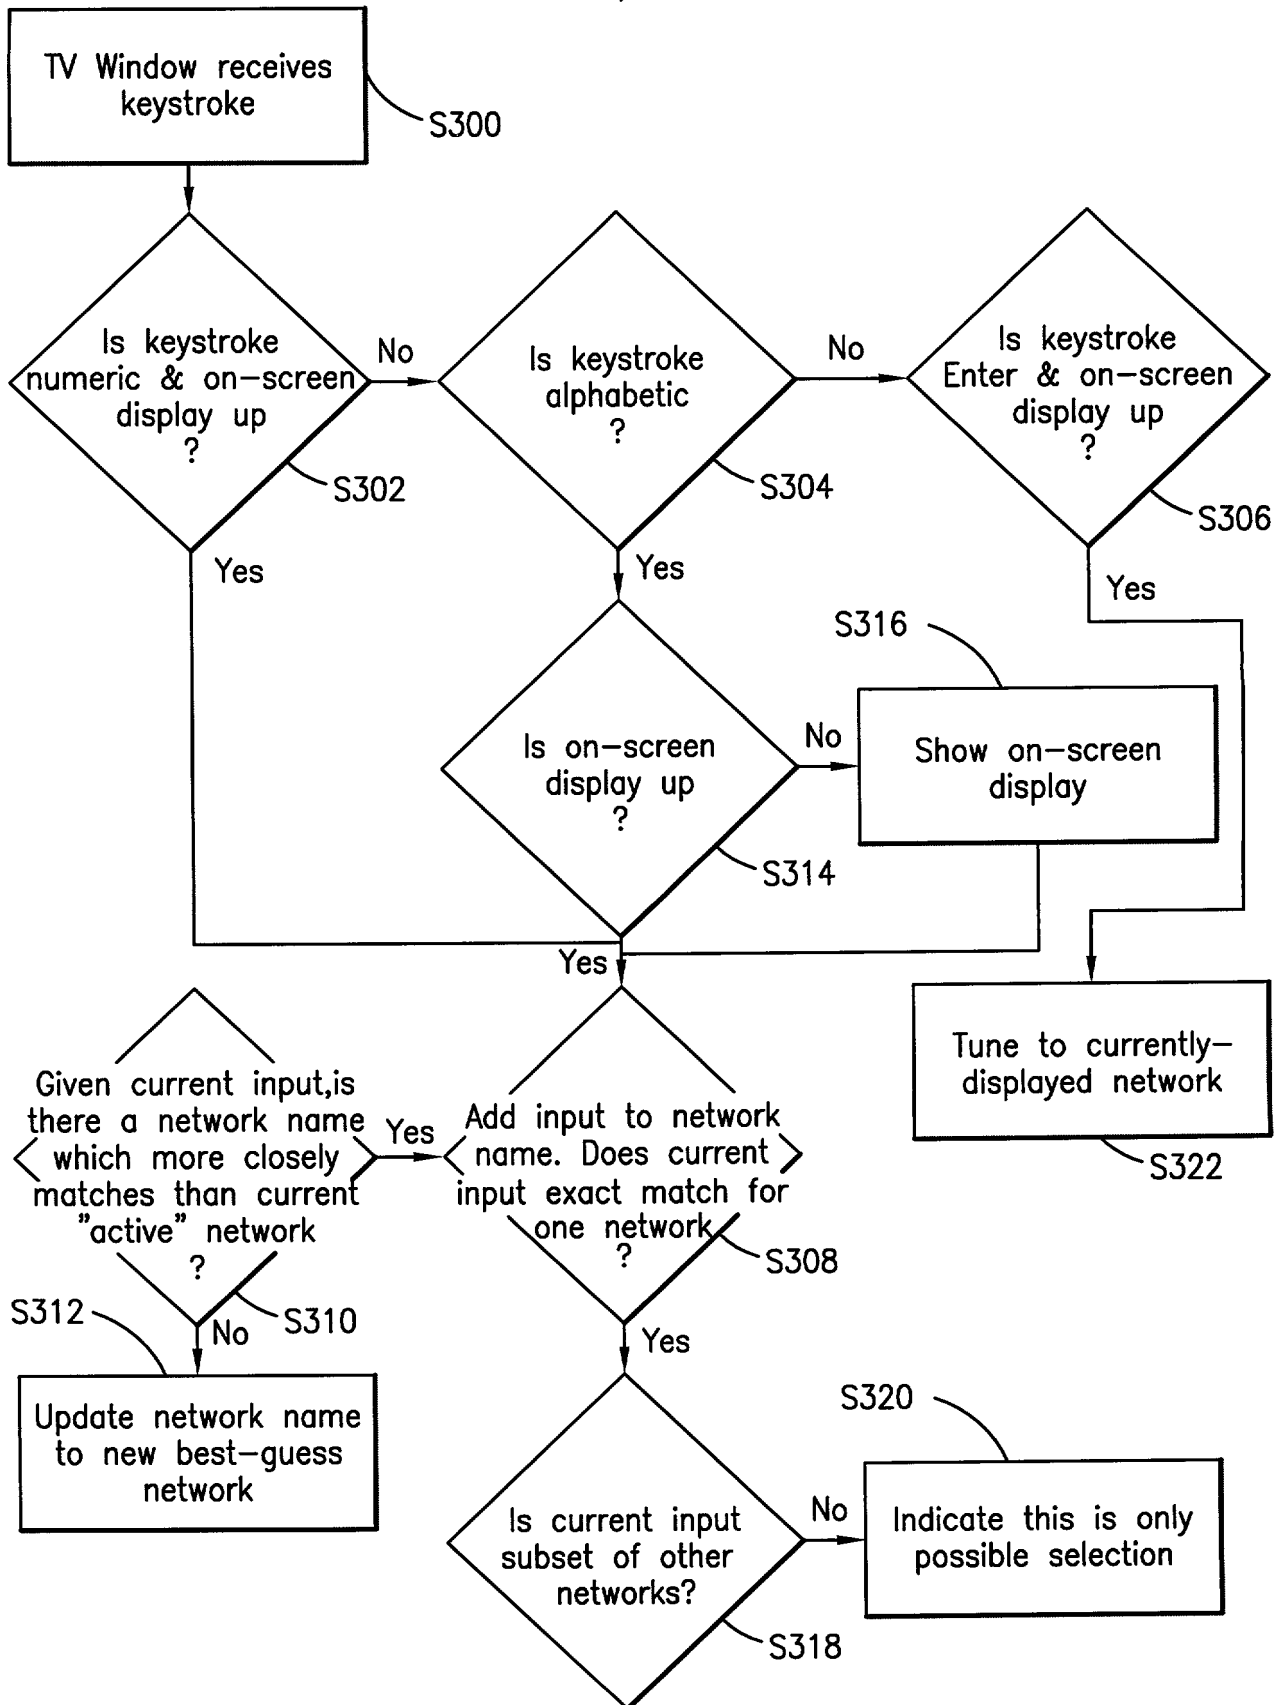 TV Window receives
keystroke
S300
Is keystroke
numeric & on-screen
display up
?
S302
No
Yes
Is keystroke
alphabetic
?
S304
No
Yes
Is keystroke
Enter & on-screen
display up
?
S306
Yes
Is on-screen
display up
?
S314
No
Yes
S316
Show on-screen
display
Tune to currently-
displayed network
S322
Given current input,is
there a network name
which more closely
matches than current
"active" network
?
S310
Yes
No
Add input to network
name. Does current
input exact match for
one network
?
S308
Yes
S312
Update network name
to new best-guess
network
Is current input
subset of other
networks?
S318
No
S320
Indicate this is only
possible selection